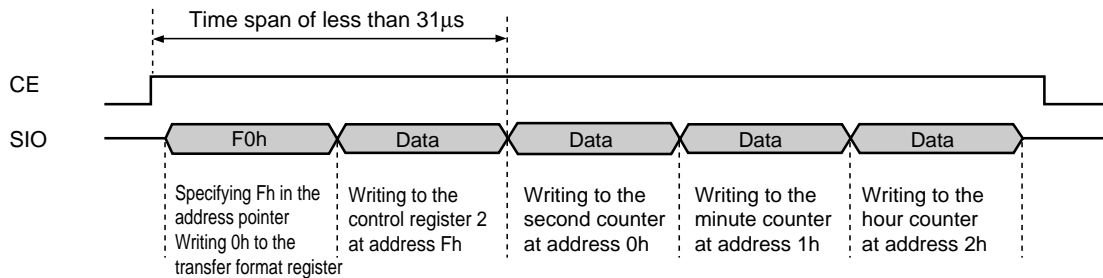 Time span of less than 31μs
CE
SIO
F0h
Data
Data
Data
Data
Specifying Fh in the
address pointer
Writing 0h to the
transfer format register
Writing to the
control register 2
at address Fh
Writing to the
second counter
at address 0h
Writing to the
minute counter
at address 1h
Writing to the
hour counter
at address 2h